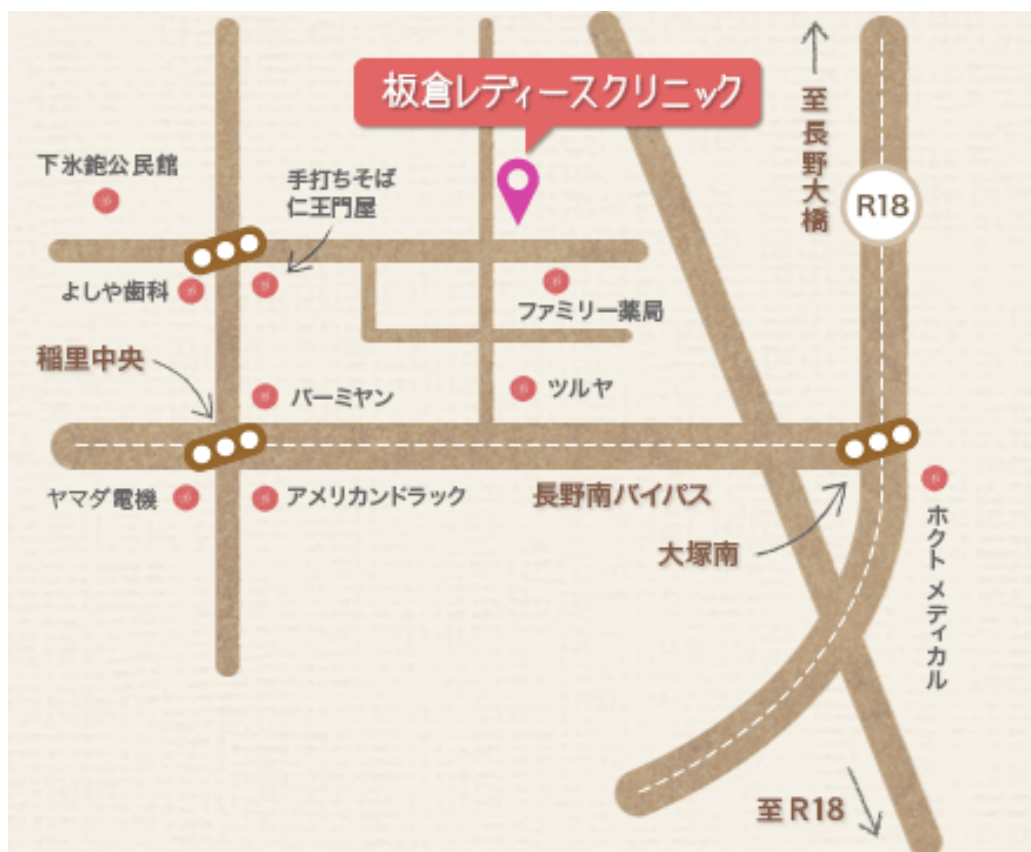 板倉レディースクリニック
至長野大橋
R18
下氷鉋公民館
手打ちそば
仁王門屋
よしや歯科
ファミリー薬局
稲里中央
バーミヤン
ツルヤ
ヤマダ電機
アメリカンドラック
長野南バイパス
大塚南
ホクトメディカル
至R18